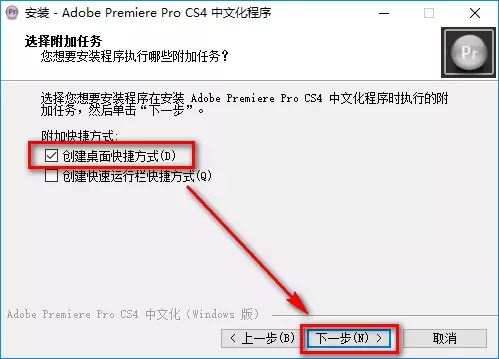 安装 - Adobe Premiere Pro CS4 中文化程序
选择附加任务
您想要安装程序执行哪些附加任务？
Pr
选择您想要安装程序在安装 Adobe Premiere Pro CS4 中文化程序时执行的附
加任务，然后单击“下一步”。
附加快捷方式:
创建桌面快捷方式(D)
创建快速运行栏快捷方式(Q)
Adobe Premiere Pro CS4 中文化（Windows 版）
< 上一步(B) 下一步(N) > 取消